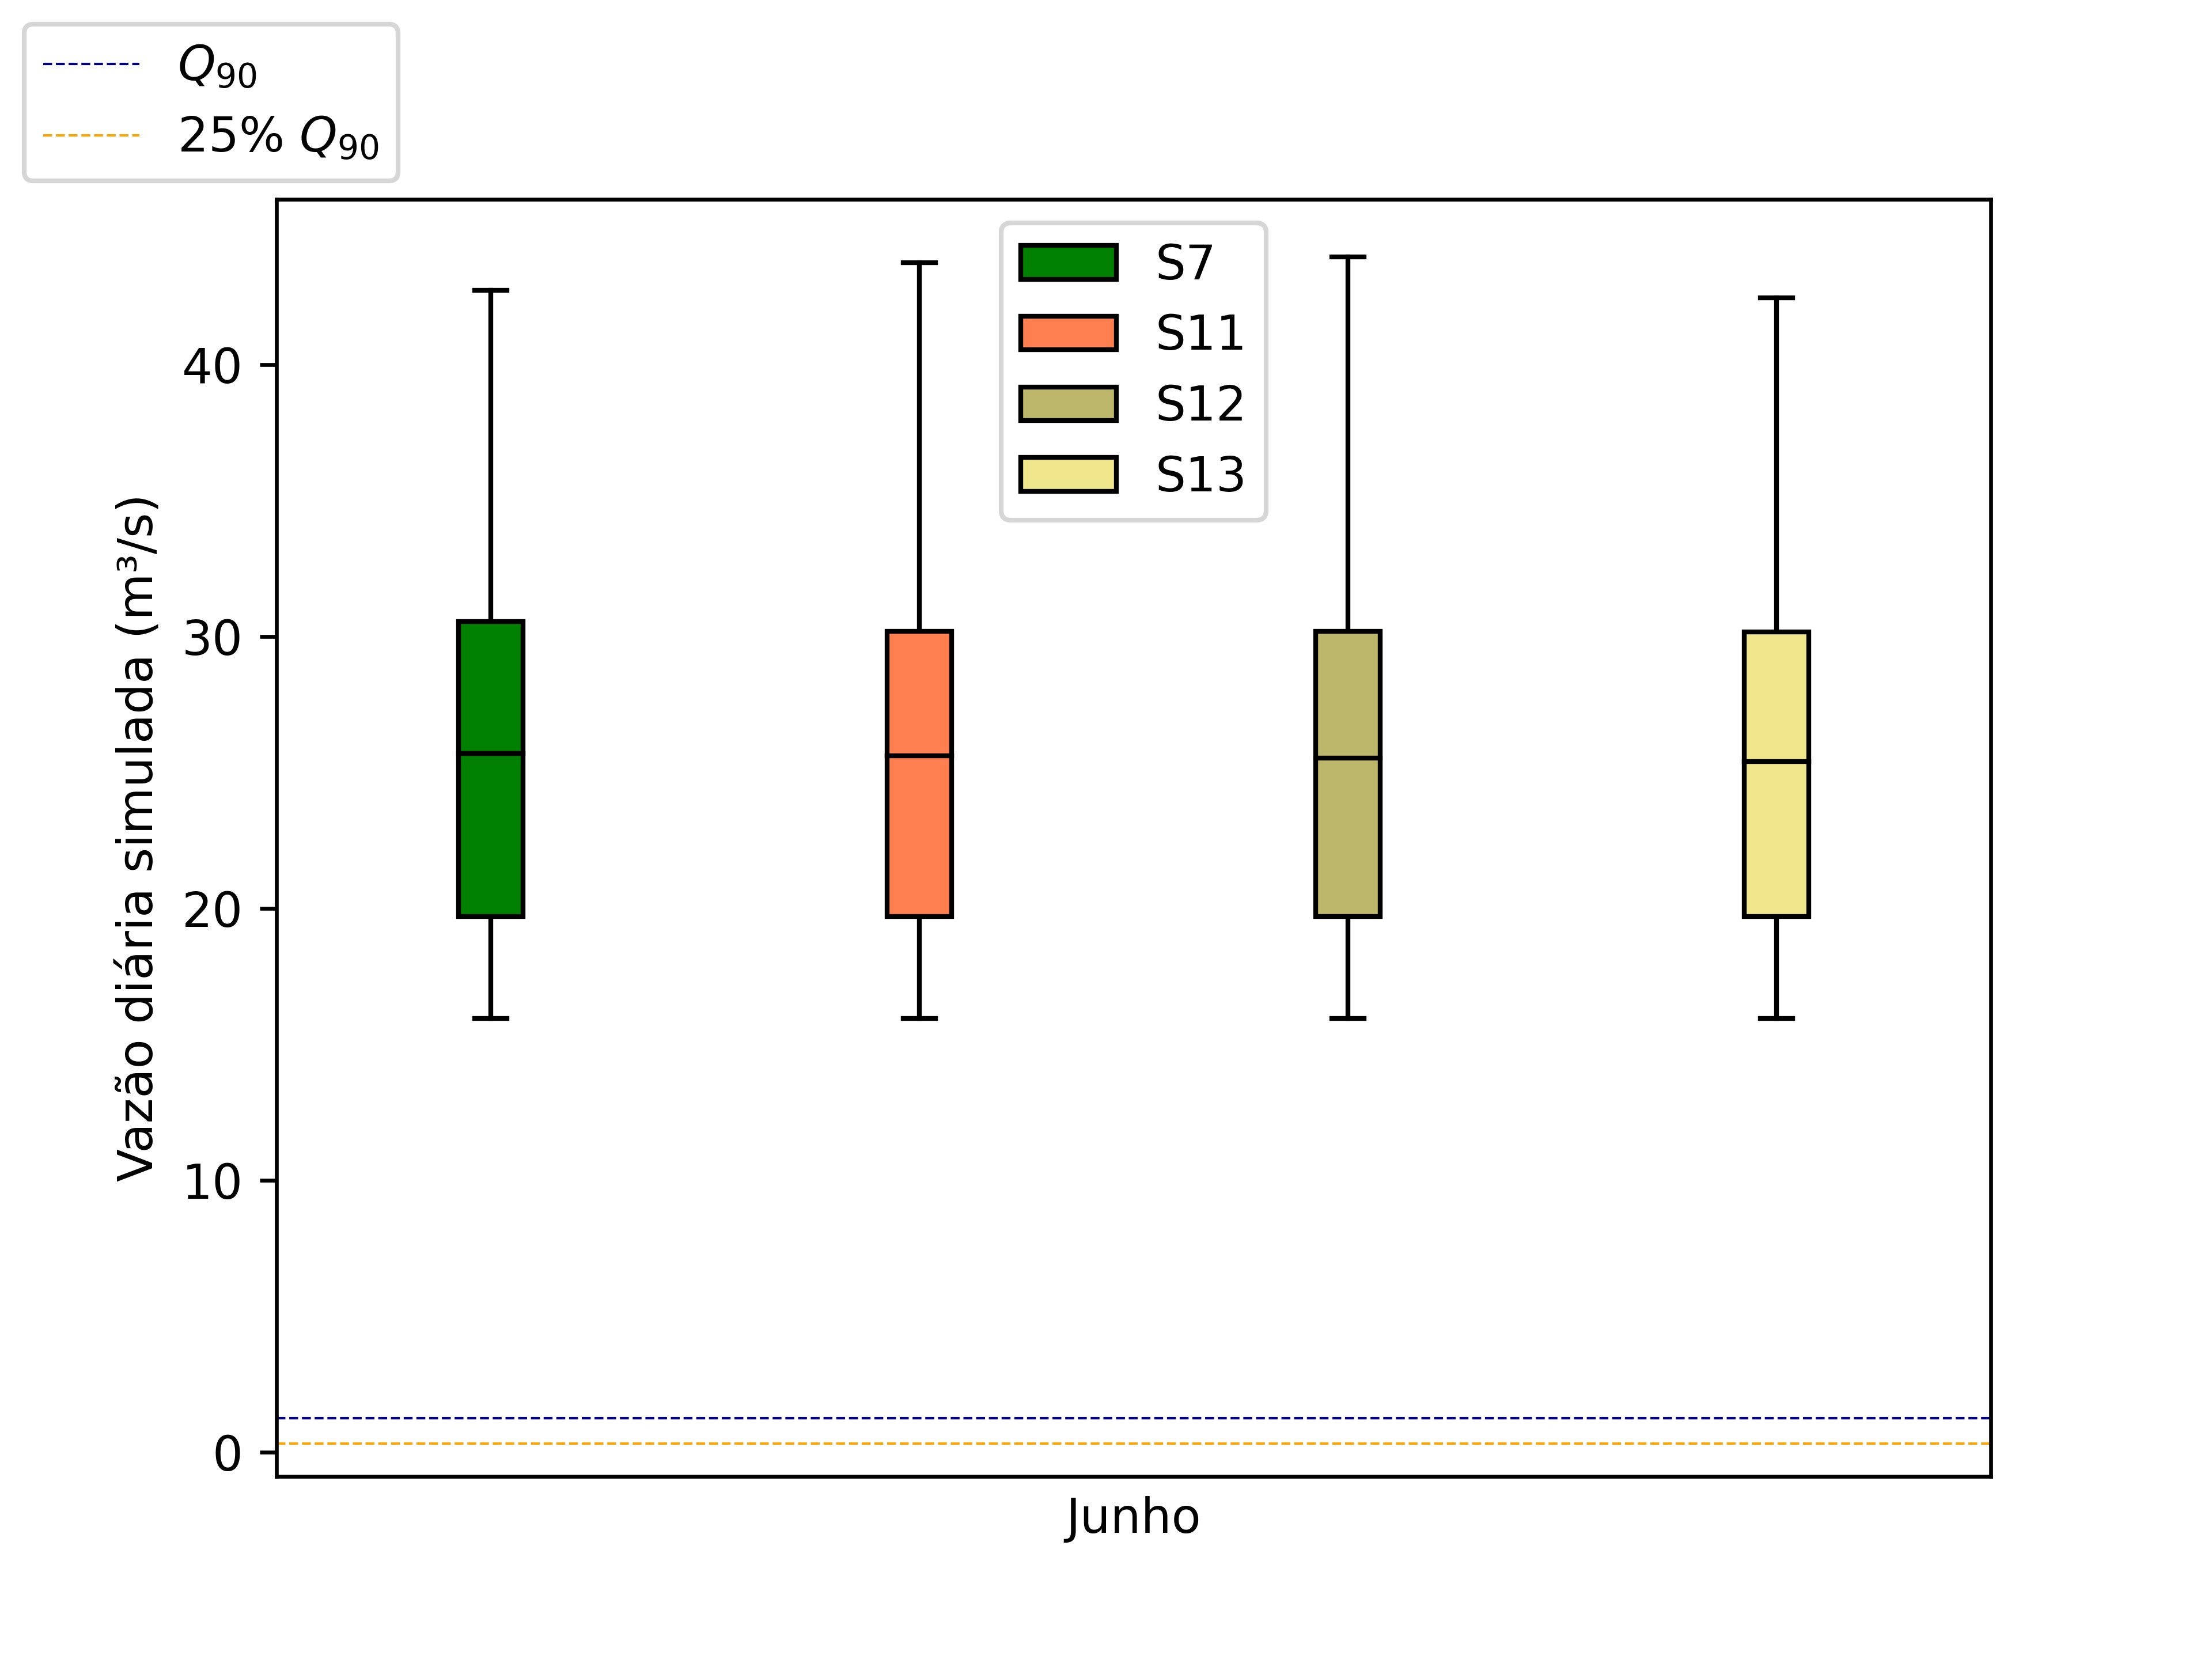 Q90
25% Q90
S7
S11
S12
S13
Vazão diária simulada (m³/s)
40
30
20
10
0
Junho